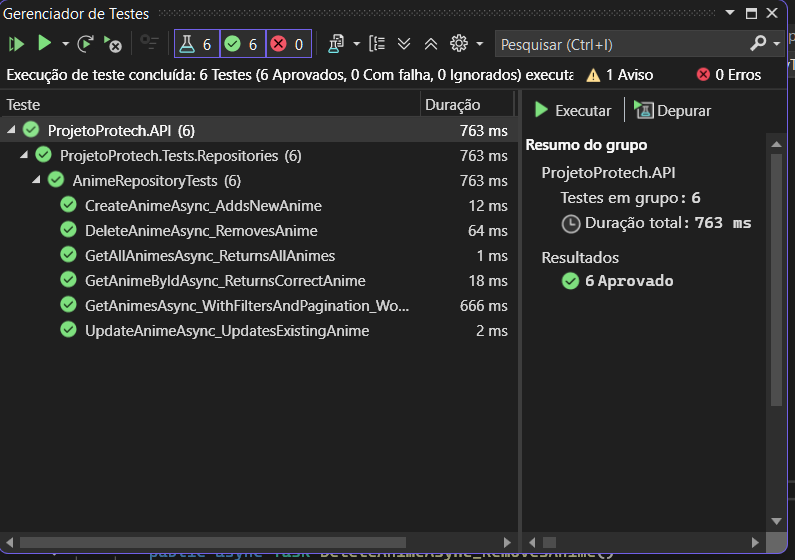 Gerenciador de Testes
6 6 0 Pesquisar (Ctrl+I)
Execução de teste concluída: 6 Testes (6 Aprovados, 0 Com falha, 0 Ignorados) executa 1 Aviso 0 Erros
Teste Duração
Executar Depurar
ProjetoProtech.API (6) 763 ms
ProjetoProtech.Tests.Repositories (6) 763 ms
AnimeRepositoryTests (6) 763 ms
CreateAnimeAsync_AddsNewAnime 12 ms
DeleteAnimeAsync_RemovesAnime 64 ms
GetAllAnimesAsync_ReturnsAllAnimes 1 ms
GetAnimeByIdAsync_ReturnsCorrectAnime 18 ms
GetAnimesAsync_WithFiltersAndPagination_Wo... 666 ms
UpdateAnimeAsync_UpdatesExistingAnime 2 ms
Resumo do grupo
ProjetoProtech.API
Testes em grupo: 6
Duração total: 763 ms
Resultados
6 Aprovado
public async Task DeleteAnimeAsync_RemovesAnime()